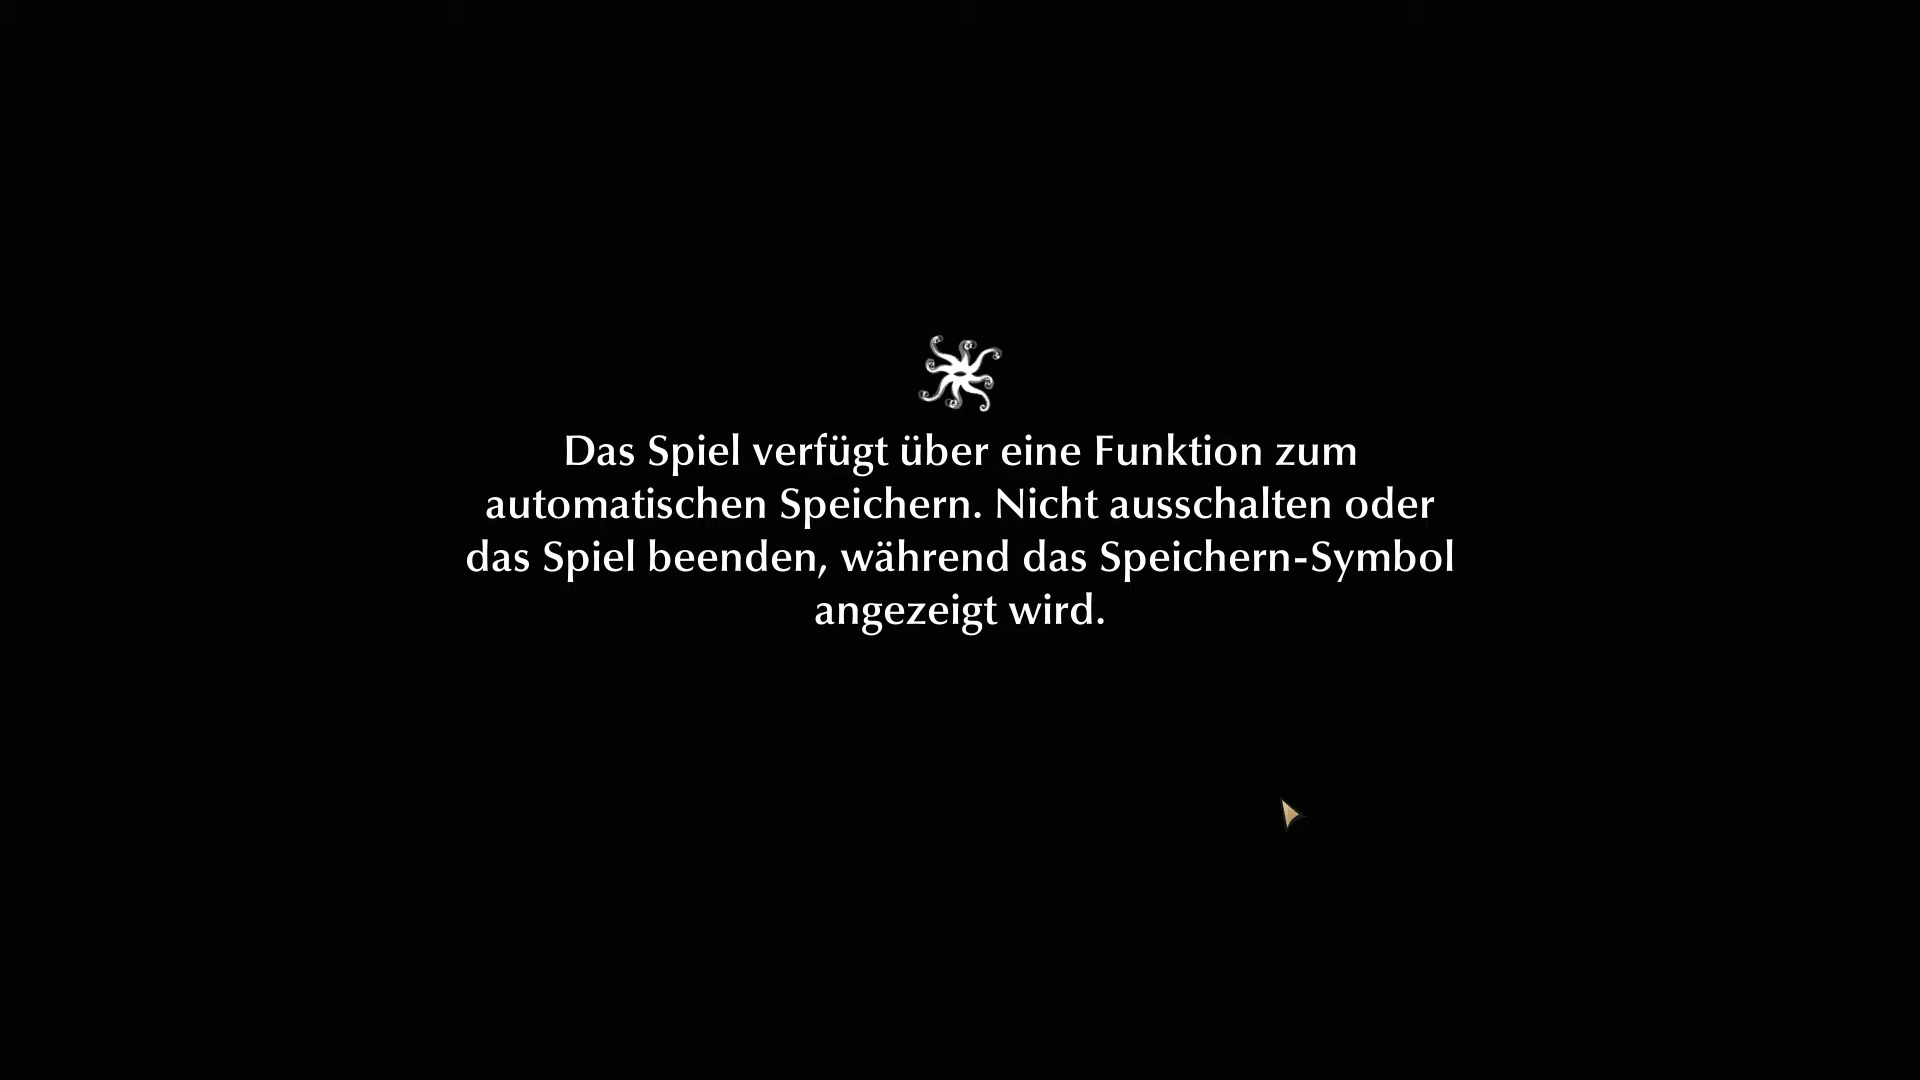 Das Spiel verfügt über eine Funktion zum
automatischen Speichern. Nicht ausschalten oder
das Spiel beenden, während das Speichern-Symbol
angezeigt wird.